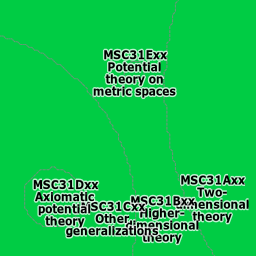 MSC31Exx
Potential
theory on
metric spaces
MSC31Dxx
Axiomatic
potential
theory
MSC31Cxx
Other
generalizations
MSC31Bxx
Higher-
dimensional
theory
MSC31Axx
Two-
dimensional
theory